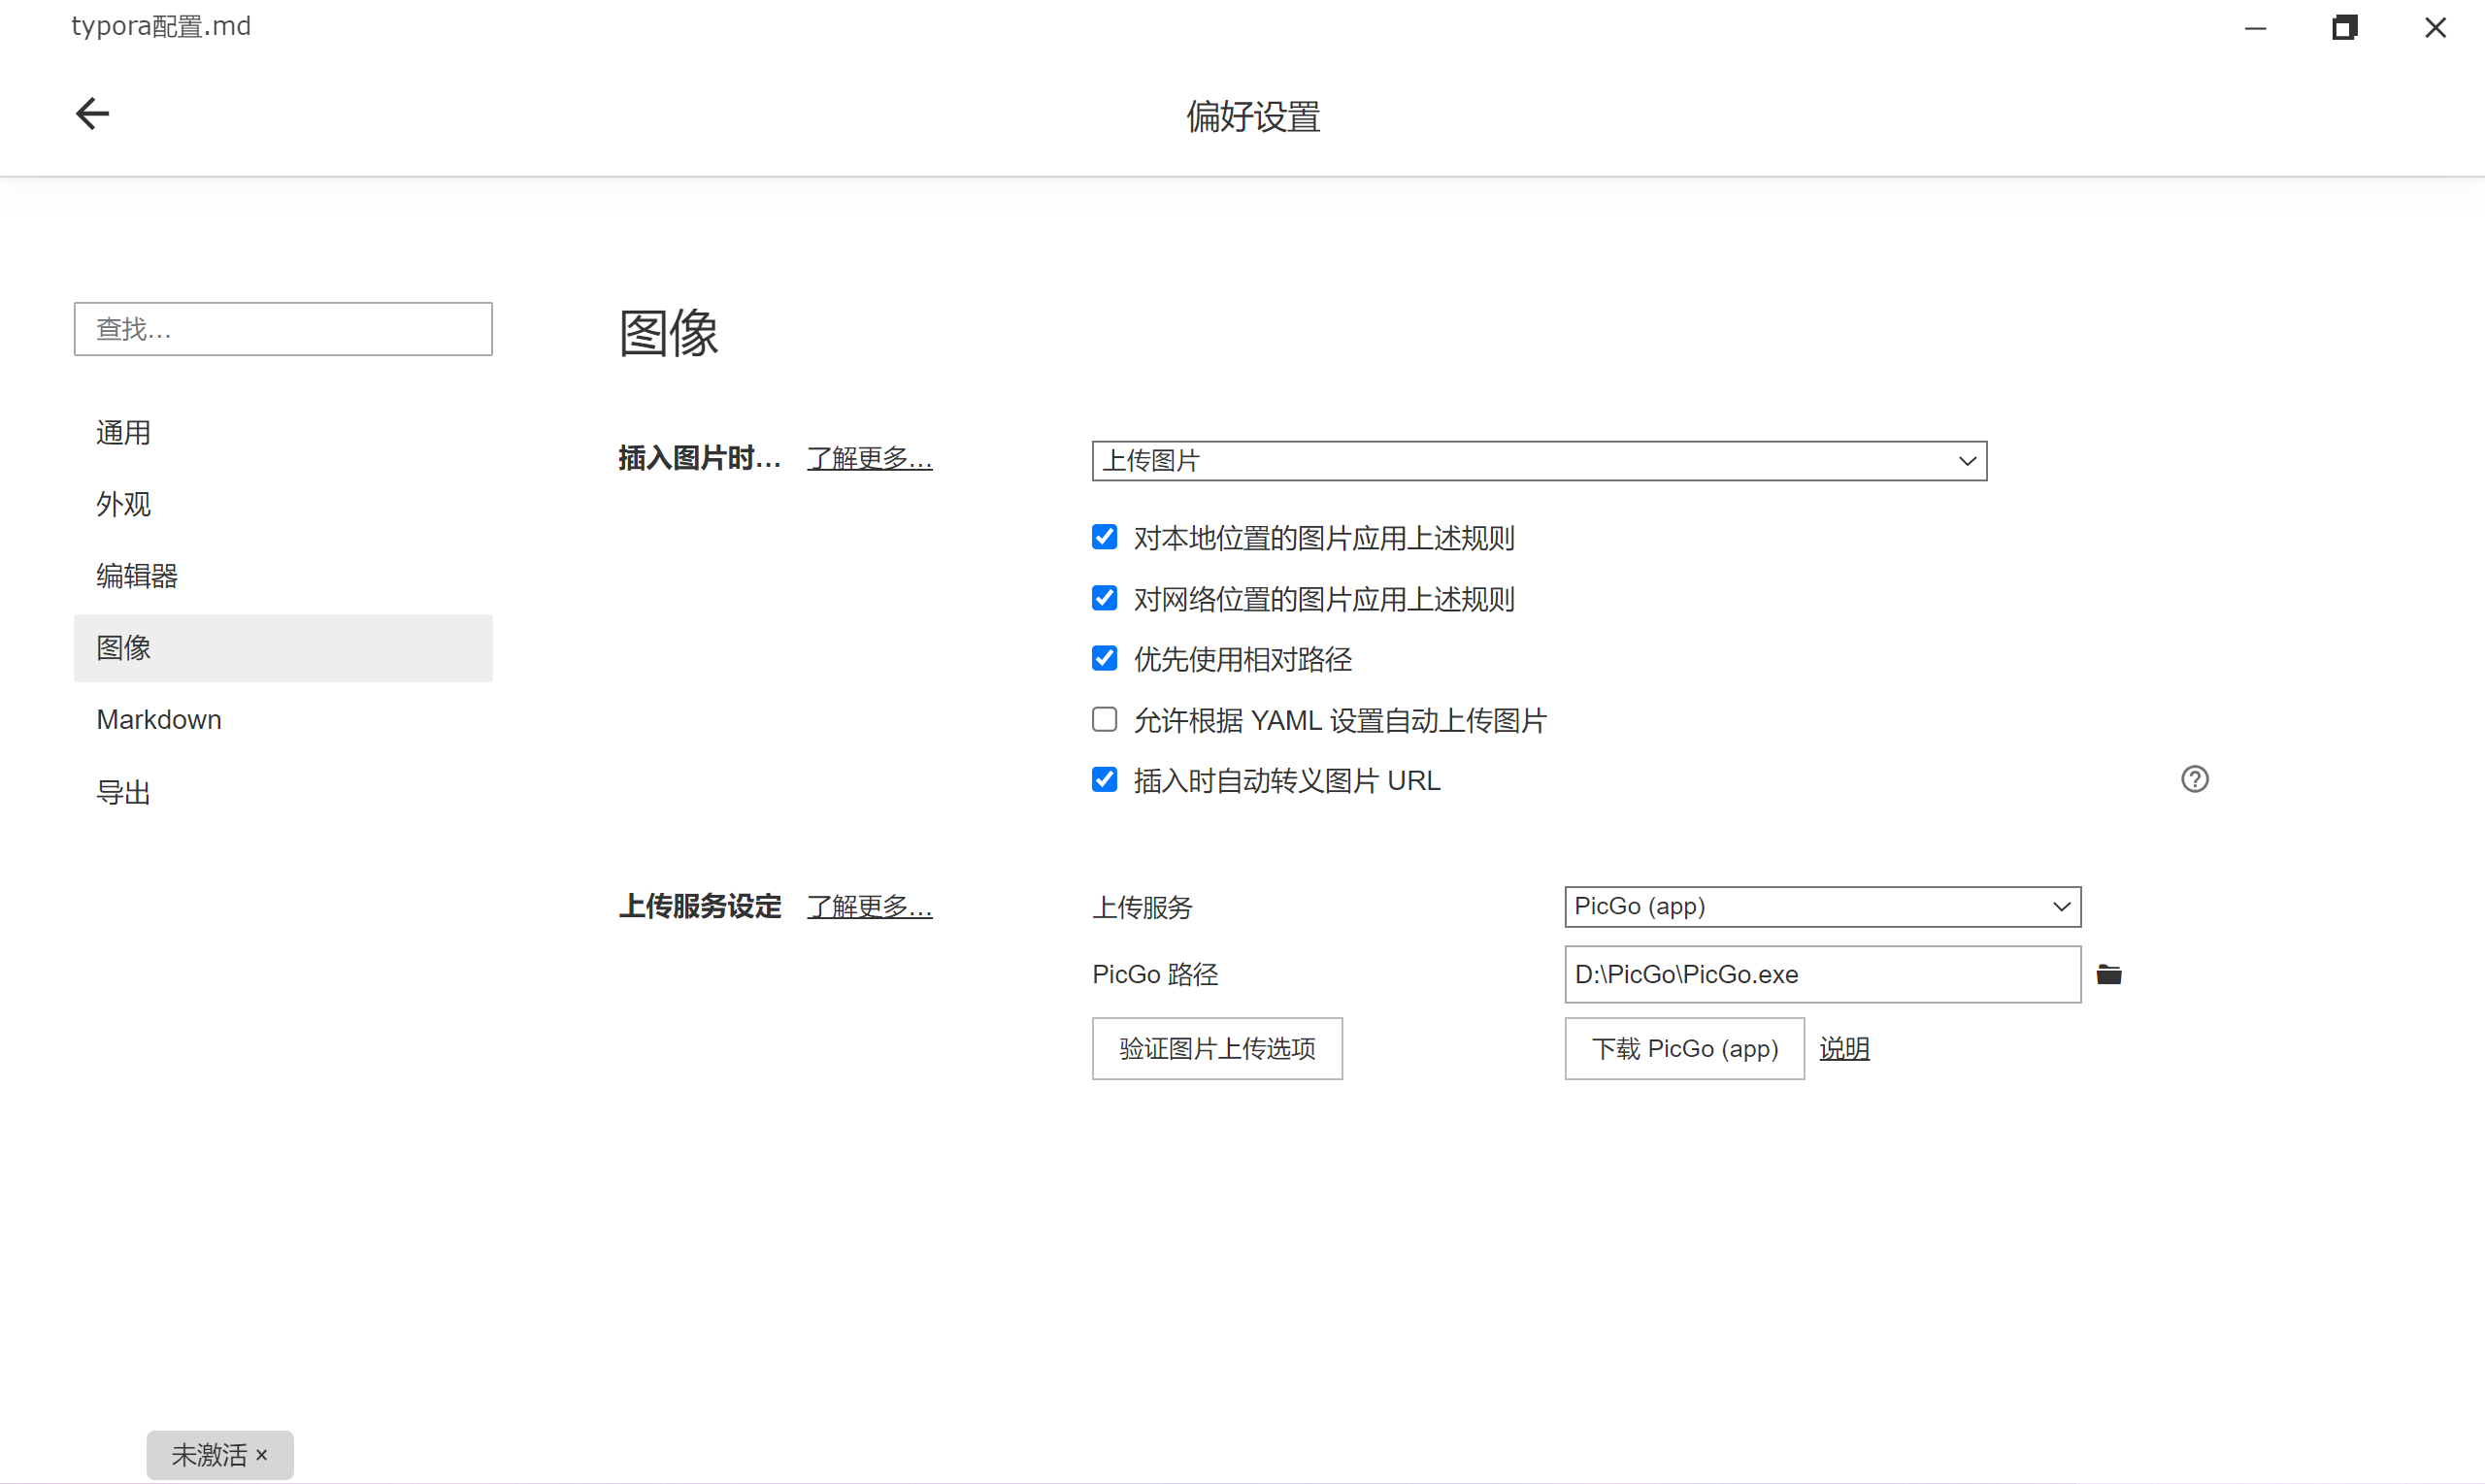 typora配置.md
偏好设置
查找...
通用
外观
编辑器
图像
Markdown
导出
图像
插入图片时... 了解更多...
上传图片
对本地位置的图片应用上述规则
对网络位置的图片应用上述规则
优先使用相对路径
允许根据 YAML 设置自动上传图片
插入时自动转义图片 URL
上传服务设定 了解更多...
上传服务 PicGo (app)
PicGo 路径 D:\PicGo\PicGo.exe
验证图片上传选项 下载 PicGo (app) 说明
未激活 ×